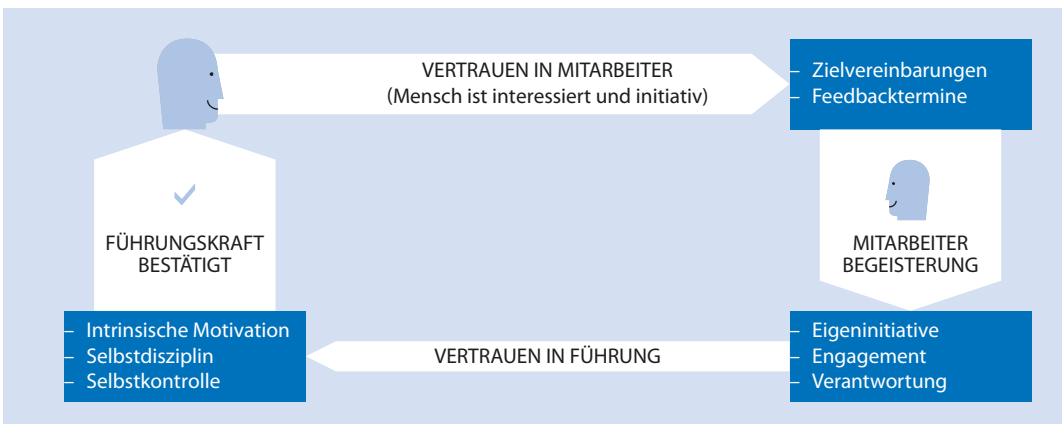 VERTRAUEN IN MITARBEITER
(Mensch ist interessiert und initiativ)
– Zielvereinbarungen
– Feedbacktermine
MITARBEITER
BEGEISTERUNG
– Eigeninitiative
– Engagement
– Verantwortung
VERTRAUEN IN FÜHRUNG
– Intrinsische Motivation
– Selbstdisziplin
– Selbstkontrolle
FÜHRUNGSKRAFT
BESTÄTIGT